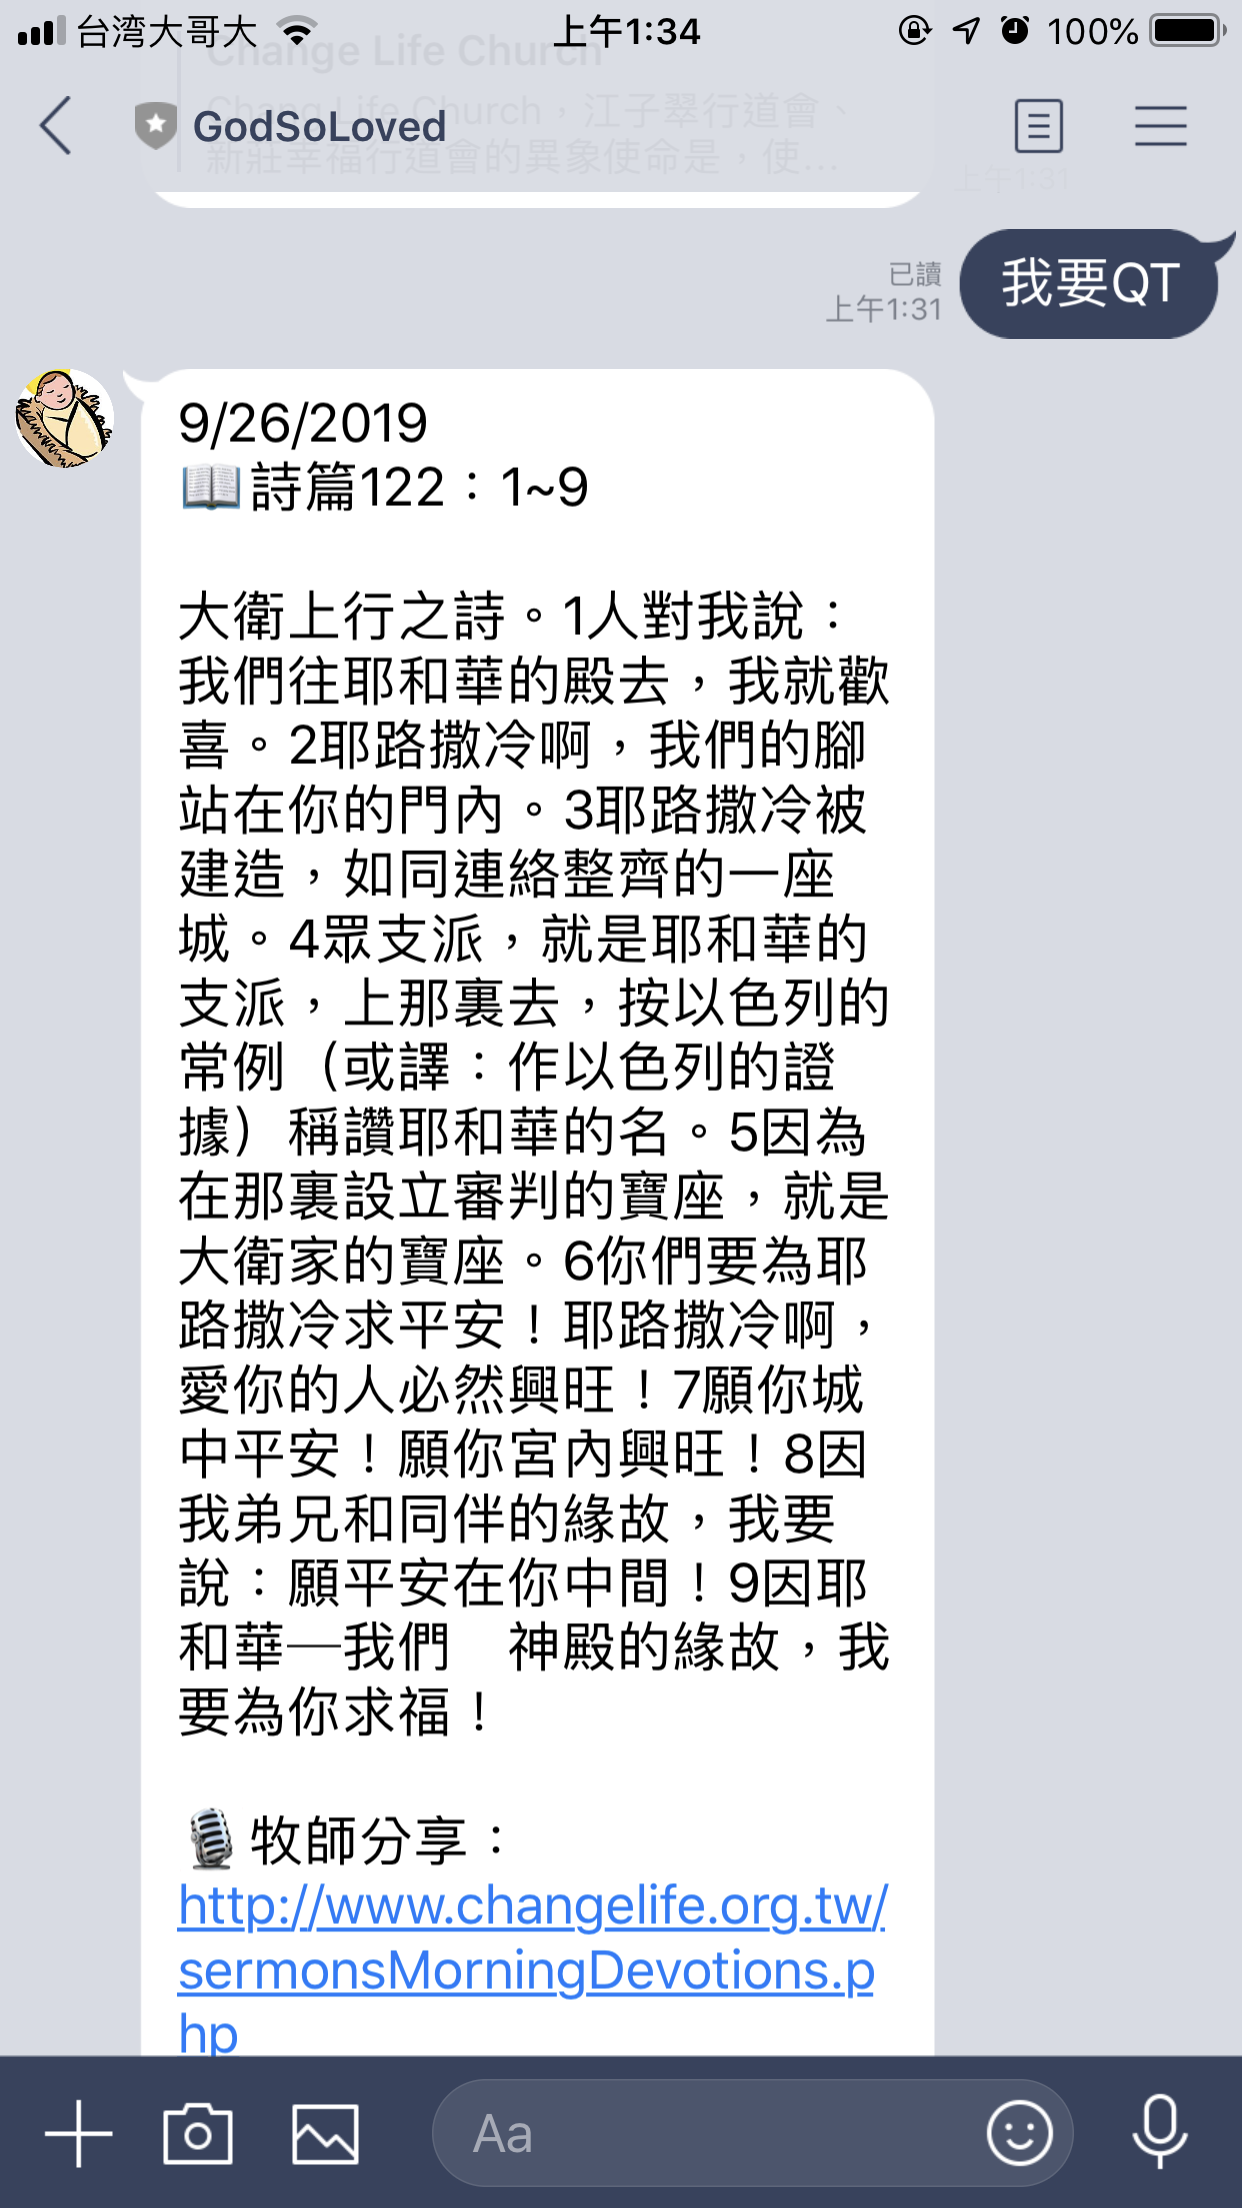 台湾大哥大
上午1:34
100%
Change Life Church
Chang Life Church，江子翠行道會、
新莊幸福行道會的異象使命是，使...
上午1:31
GodSoLoved
已讀
上午1:31
我要QT
9/26/2019
📖詩篇122：1~9
大衛上行之詩。1人對我說：
我們往耶和華的殿去，我就歡
喜。2耶路撒冷啊，我們的腳
站在你的門內。3耶路撒冷被
建造，如同連絡整齊的一座
城。4眾支派，就是耶和華的
支派，上那裏去，按以色列的
常例（或譯：作以色列的證
據）稱讚耶和華的名。5因為
在那裏設立審判的寶座，就是
大衛家的寶座。6你們要為耶
路撒冷求平安！耶路撒冷啊，
愛你的人必然興旺！7願你城
中平安！願你宮內興旺！8因
我弟兄和同伴的緣故，我要
說：願平安在你中間！9因耶
和華─我們　神殿的緣故，我
要為你求福！
🎙牧師分享：
http://www.changelife.org.tw/
sermonsMorningDevotions.p
hp
Aa